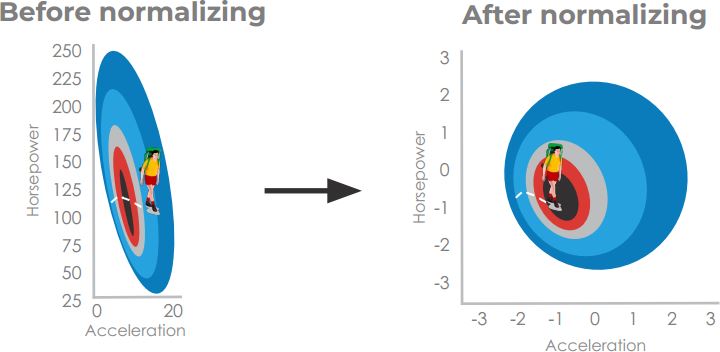 Before normalizing
After normalizing
Horsepower
250
225
200
175
150
125
100
75
50
25
0 20
Acceleration
Horsepower
3
2
1
0
-1
-2
-3
-3 -2 -1 0 1 2 3
Acceleration